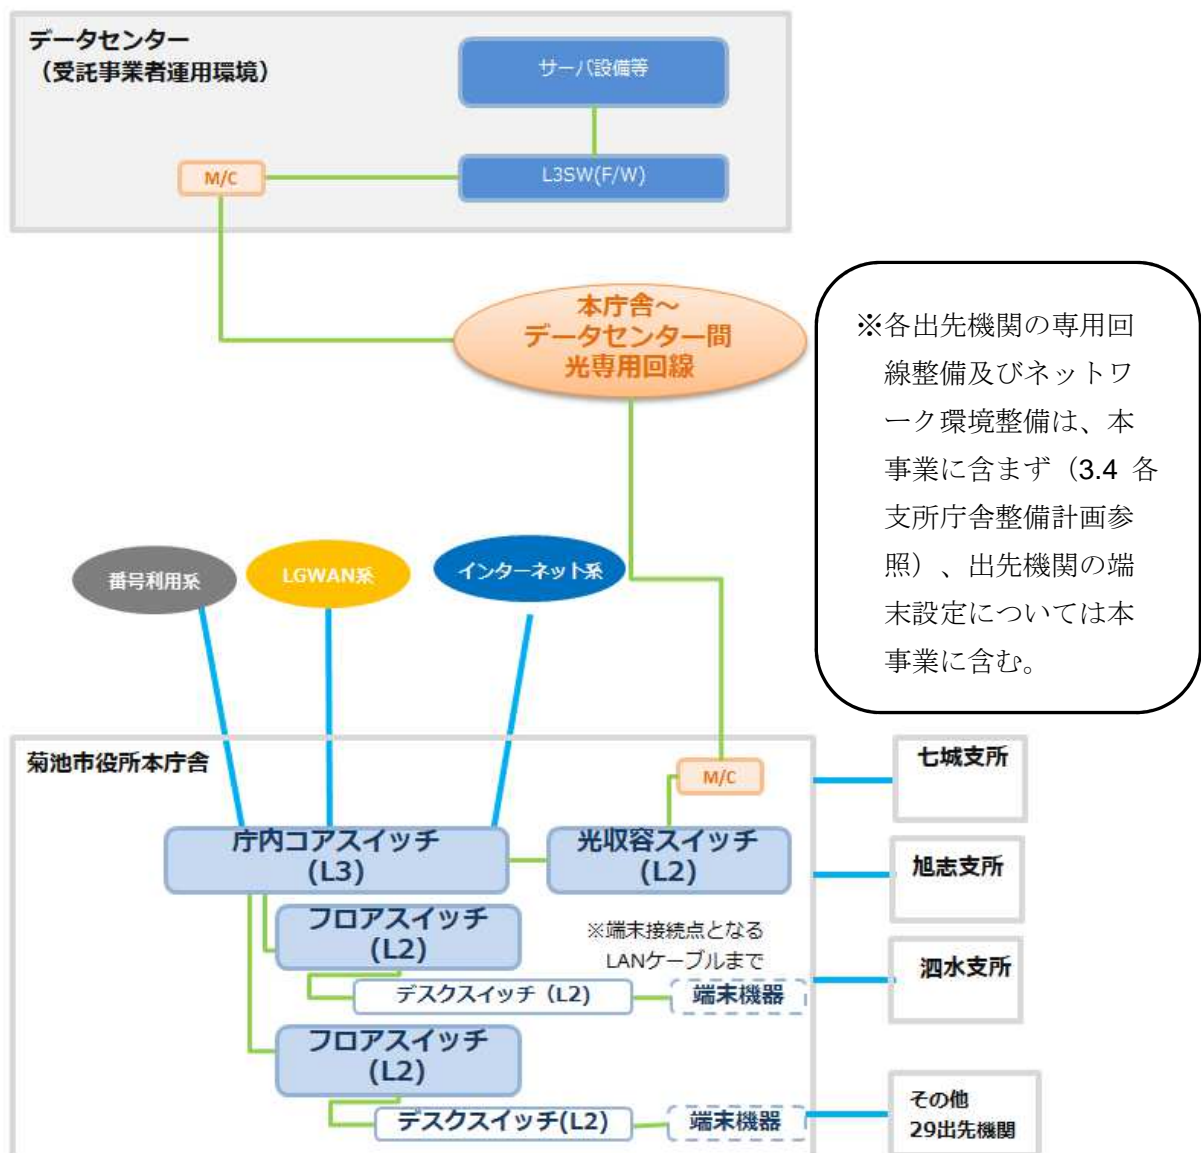 データセンター
（受託事業者運用環境）
サーバ設備等
M/C
L3SW(F/W)
本庁舎～
データセンター間
光専用回線
※各出先機関の専用回
線整備及びネットワ
ーク環境整備は、本
事業に含まず（3.4 各
支所庁舎整備計画参
照）、出先機関の端
末設定については本
事業に含む。
番号利用系
LGWAN系
インターネット系
菊池市役所本庁舎
M/C
七城支所
庁内コアスイッチ
(L3)
光収容スイッチ
(L2)
旭志支所
フロアスイッチ
(L2)
※端末接続点となる
LANケーブルまで
泗水支所
デスクスイッチ（L2）
端末機器
フロアスイッチ
(L2)
デスクスイッチ(L2)
端末機器
その他
29出先機関